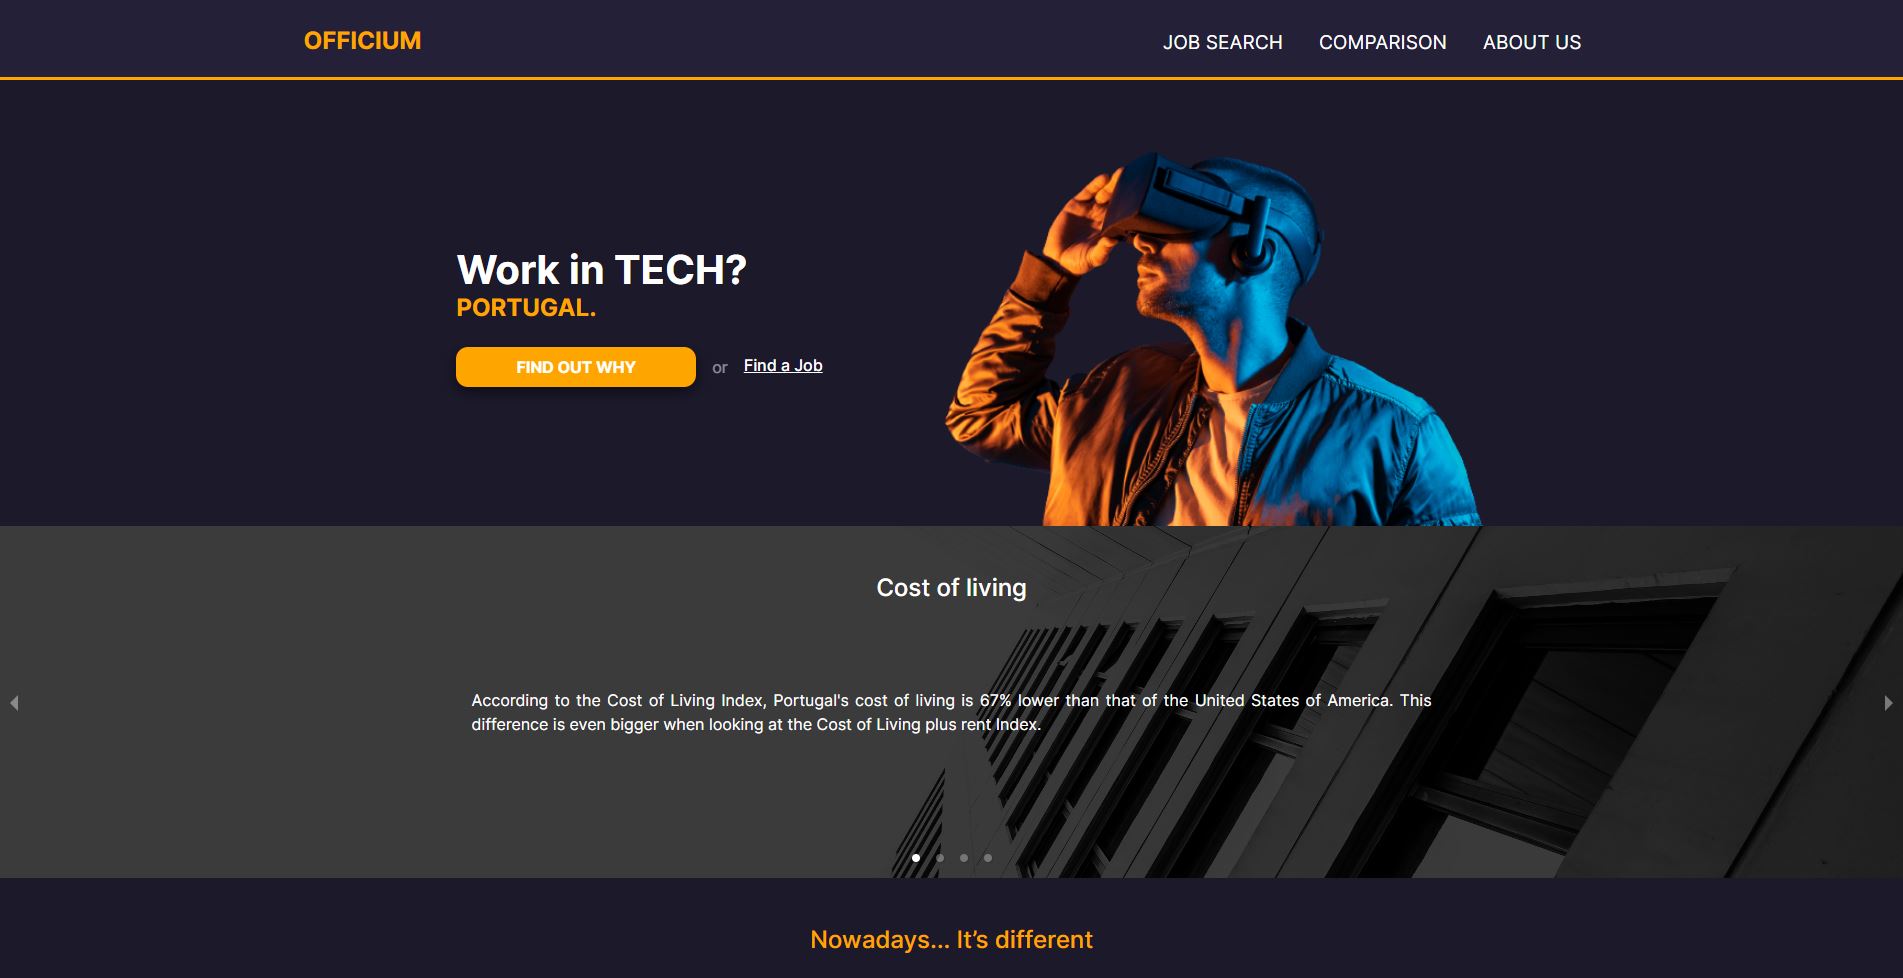 OFFICIUM
JOB SEARCH COMPARISON ABOUT US
Work in TECH?
PORTUGAL.
FIND OUT WHY or Find a Job
Cost of living
According to the Cost of Living Index, Portugal's cost of living is 67% lower than that of the United States of America. This
difference is even bigger when looking at the Cost of Living plus rent Index.
Nowadays... It’s different